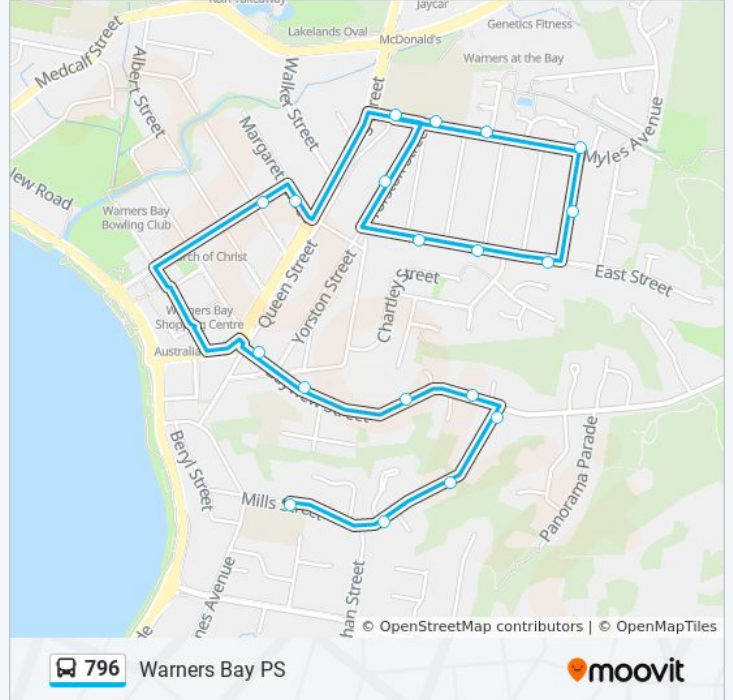 Jaycar
Genetics Fitness
Lakelands Oval
McDonald's
Medcalf Street
Warners at the Bay
Albert Street
Walker Street
Margaret
Myles Avenue
Warners Bay
Bowling Club
Queen Street
Yorston Street
Chartley Street
East Street
Warners Bay
Shopping Centre
Australia
Beryl Street
Mills Street
Panorama Parade
© OpenStreetMap contributors | © OpenMapTiles
796 Warners Bay PS
moovit